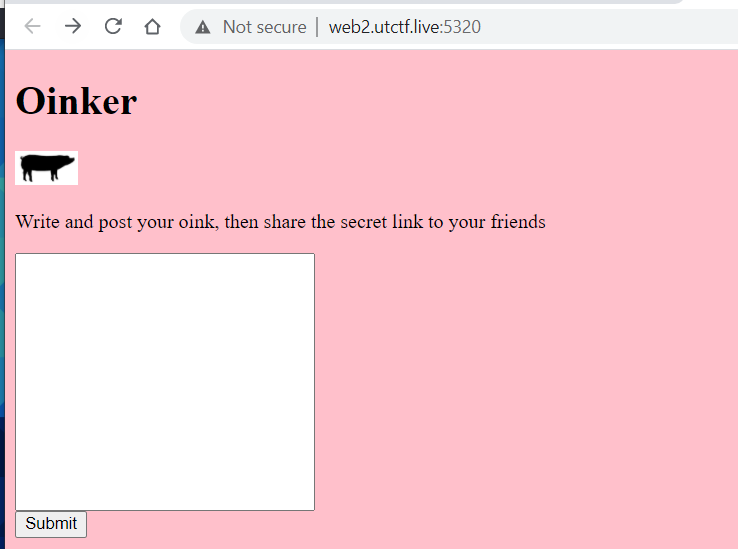 Not secure | web2.utctf.live:5320
Oinker
Write and post your oink, then share the secret link to your friends
Submit